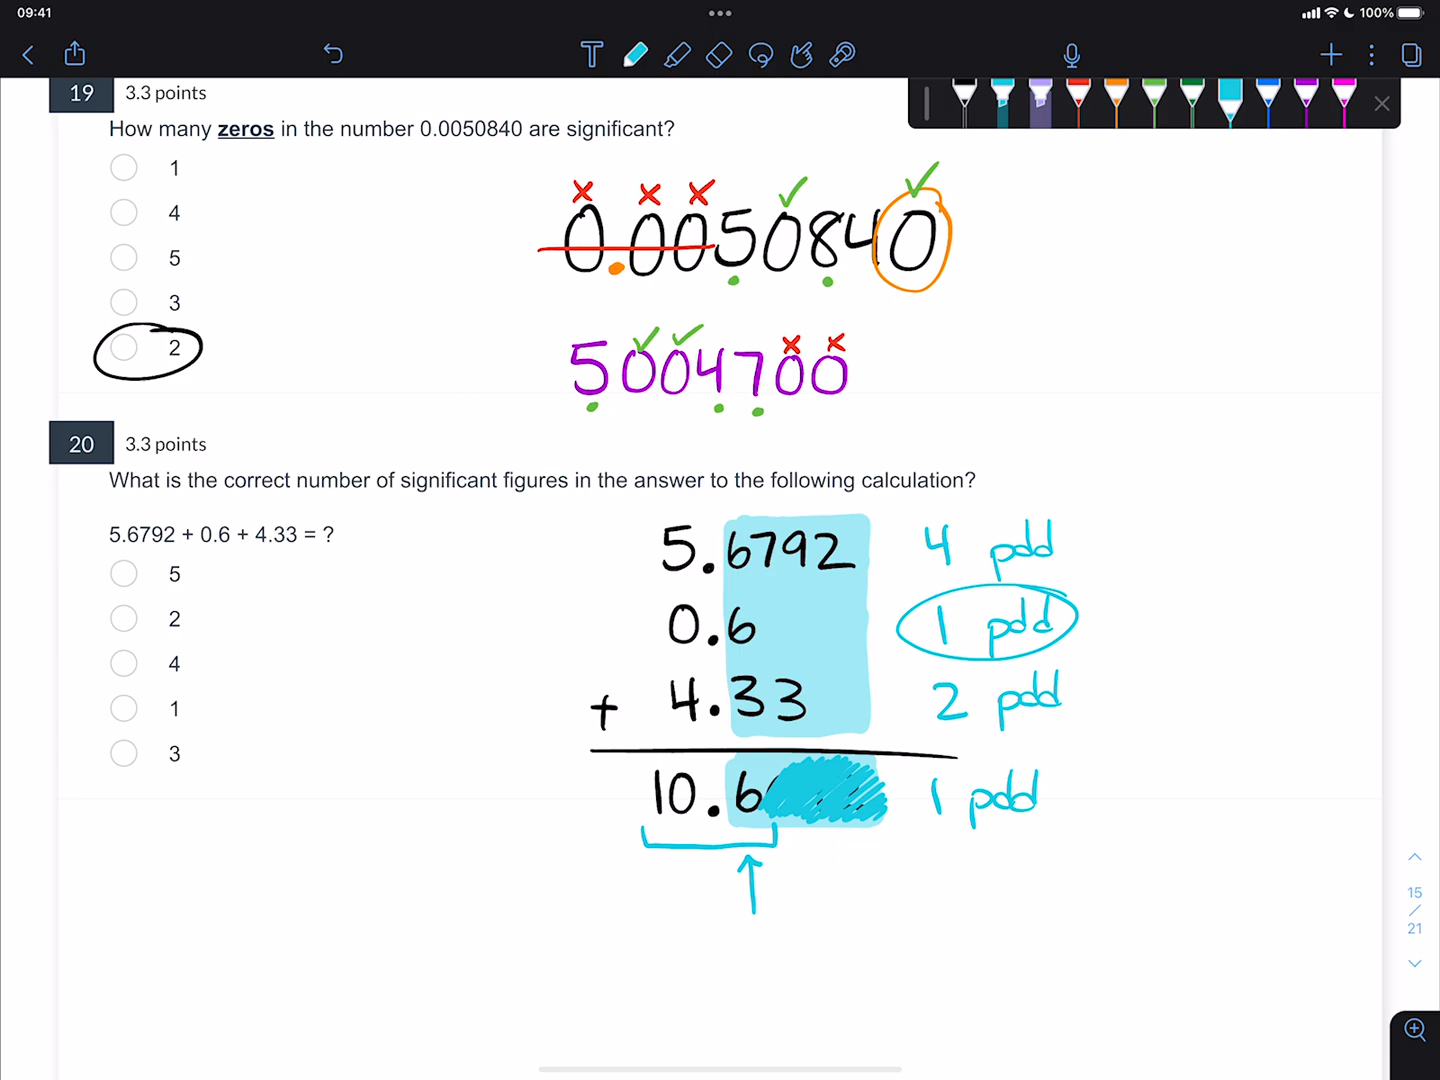 09:41
100%
19
3.3 points
How many zeros in the number 0.0050840 are significant?
1
4
5
3
2
0.0050840
5004700
20
3.3 points
What is the correct number of significant figures in the answer to the following calculation?
5.6792 + 0.6 + 4.33 = ?
5
2
4
1
3
5.6792 4 pdd
0.6 1 pdd
+ 4.33 2 pdd
10.6 1 pdd
15
/
21